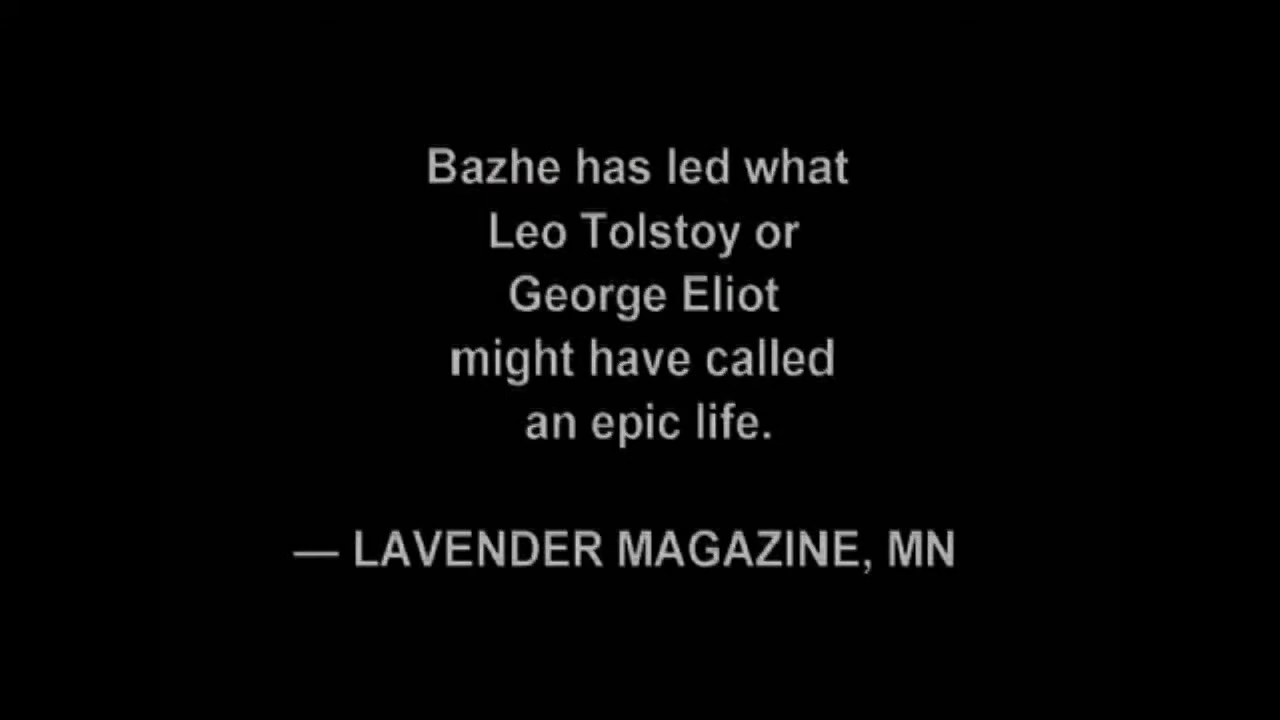 Bazhe has led what
Leo Tolstoy or
George Eliot
might have called
an epic life.
— LAVENDER MAGAZINE, MN